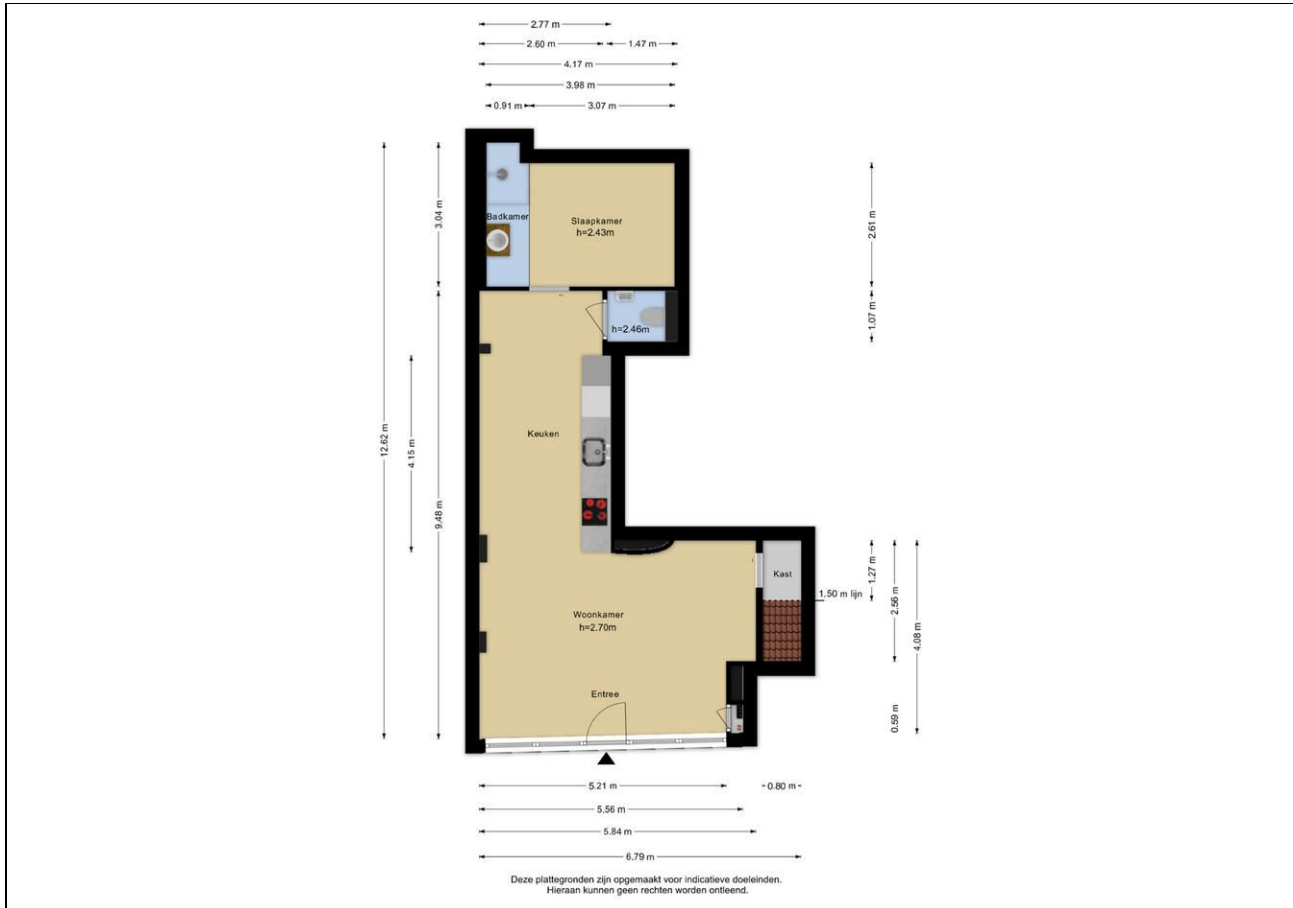 2.77 m
2.60 m 1.47 m
4.17 m
3.98 m
0.91 m 3.07 m
12.62 m
3.04 m
9.48 m
4.15 m
Badkamer
Slaapkamer
h=2.43m
2.61 m
1.07 m
h=2.46m
Keuken
Kast
1.50 m lijn
1.27 m
2.56 m
4.08 m
0.59 m
Woonkamer
h=2.70m
Entree
5.21 m 0.80 m
5.56 m
5.84 m
6.79 m
Deze plattegronden zijn opgemaakt voor indicatieve doeleinden.
Hieraan kunnen geen rechten worden ontleend.